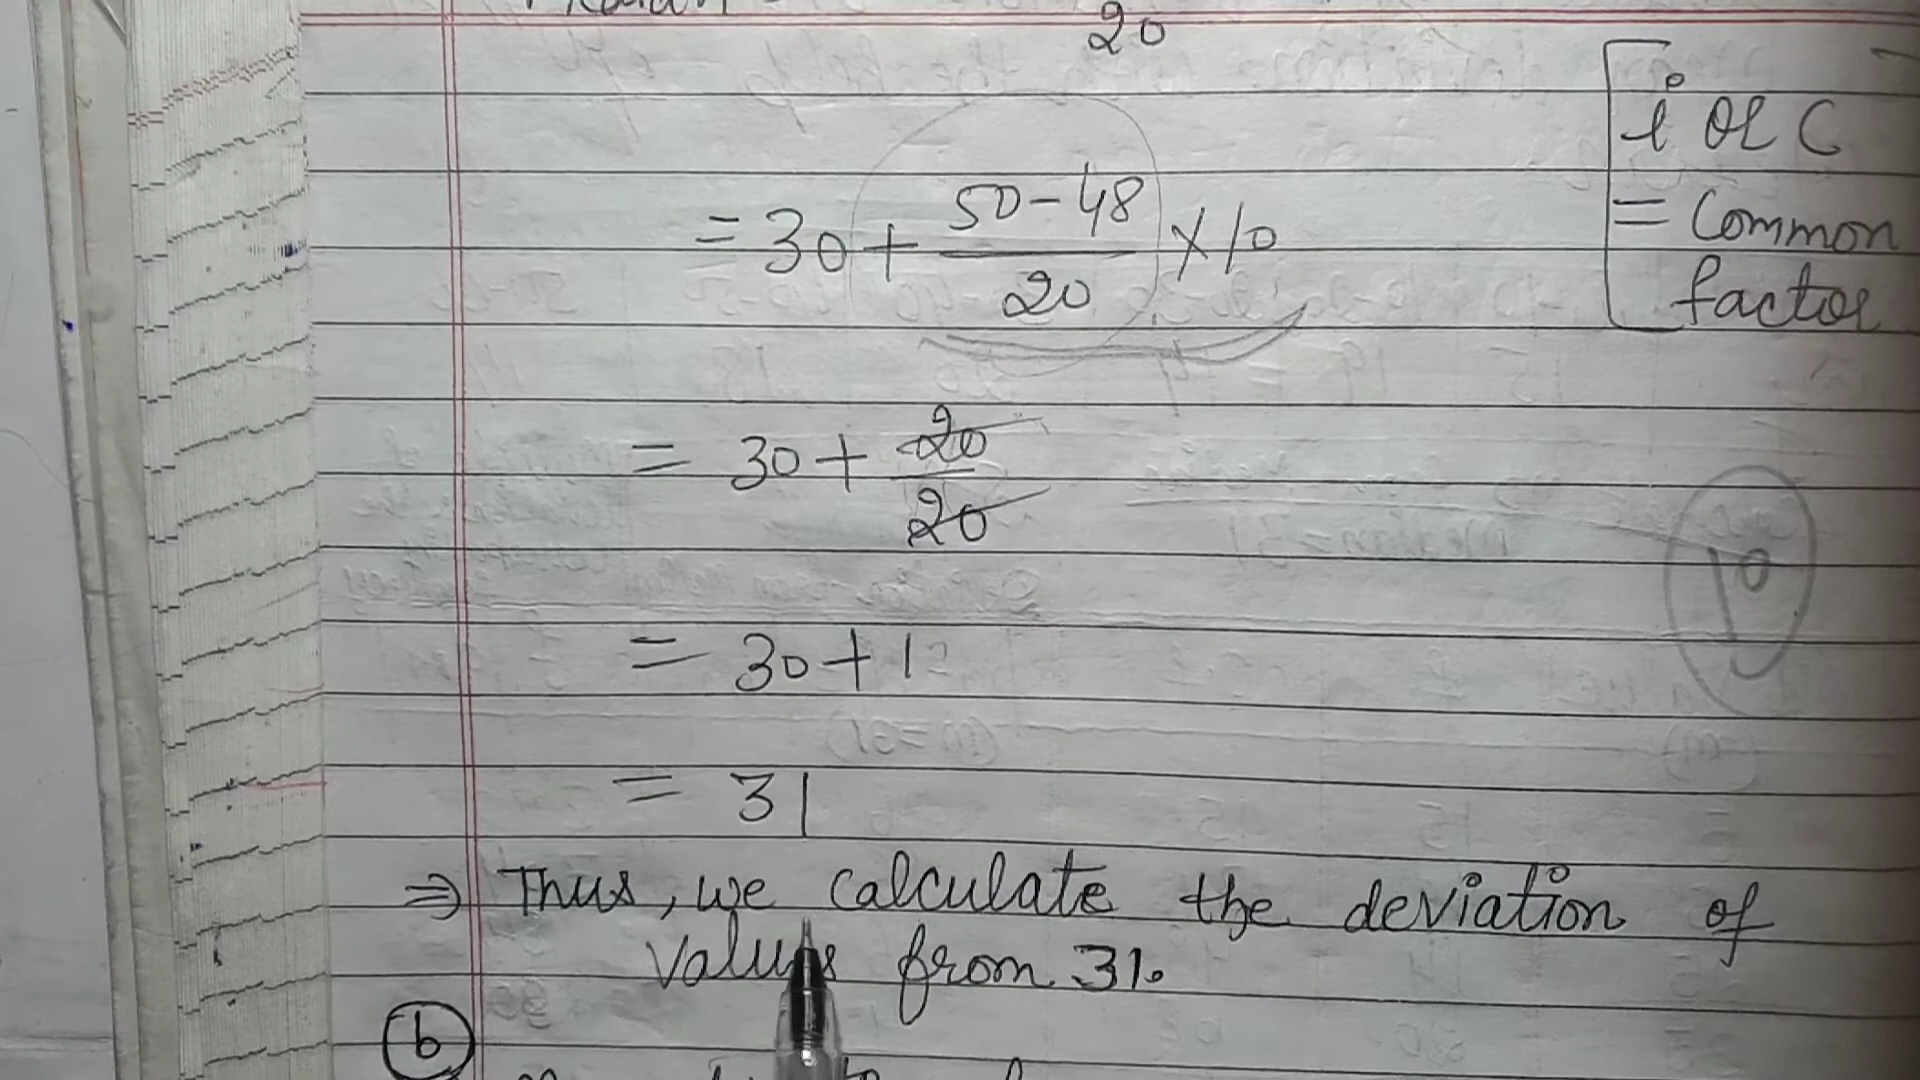 20
= 30 + 50-48 / 20 × 10
i or C
= Common
factor
= 30 + 20 / 20
= 30 + 1
= 31
⇒ Thus, we calculate the deviation of
values from 31.
b